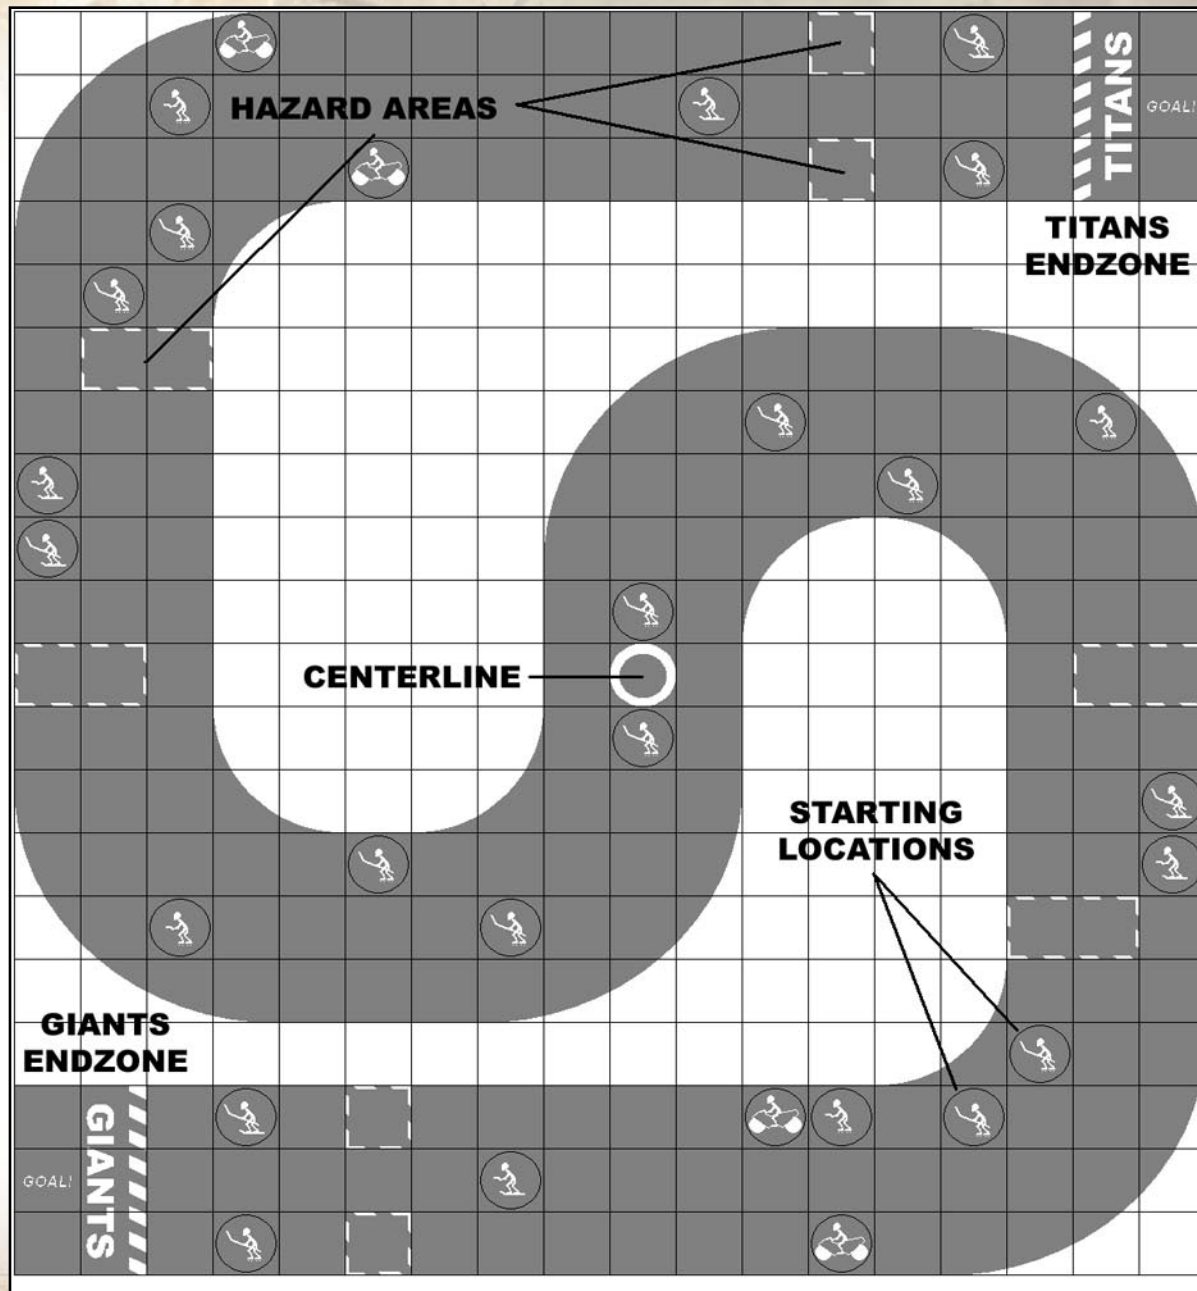 HAZARD AREAS
TITANS
GOAL!
TITANS
ENDZONE
CENTERLINE
STARTING
LOCATIONS
GIANTS
ENDZONE
GIANTS
GOAL!